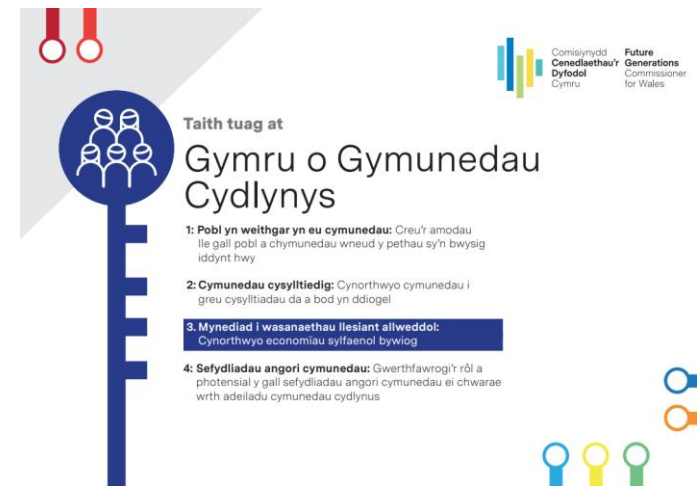 Comisiynydd
Cenedlaethau'r
Dyfodol
Cymru
Future
Generations
Commissioner
for Wales
Taith tuag at
Gymru o Gymunedau
Cydlynys
1: Pobl yn weithgar yn eu cymunedau: Creu'r amodau
lle gall pobl a chymunedau wneud y pethau sy'n bwysig
iddynt hwy
2: Cymunedau cysylltiedig: Cynorthwyo cymunedau i
greu cysylltiadau da a bod yn ddiogel
3. Mynediad i wasanaethau llesiant allweddol:
Cynorthwyo economïau sylfaenol bywiog
4: Sefydliadau angori cymunedau: Gwerthfawrogi'r rôl a
photensial y gall sefydliadau angori cymunedau ei chwarae
wrth adeiladu cymunedau cydlynus